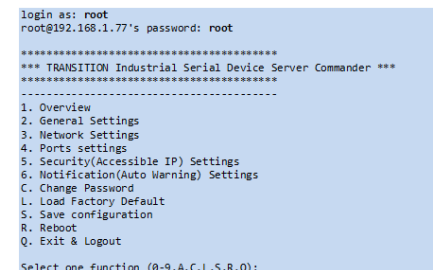 login as: root
root@192.168.1.77's password: root
****************************************
*** TRANSITION Industrial Serial Device Server Commander ***
****************************************
----------------------------------------
1. Overview
2. General Settings
3. Network Settings
4. Ports settings
5. Security(Accessible IP) Settings
6. Notification(Auto Warning) Settings
C. Change Password
L. Load Factory Default
S. Save configuration
R. Reboot
Q. Exit & Logout
Select one function (0-9,A,C,L,S,R,Q):